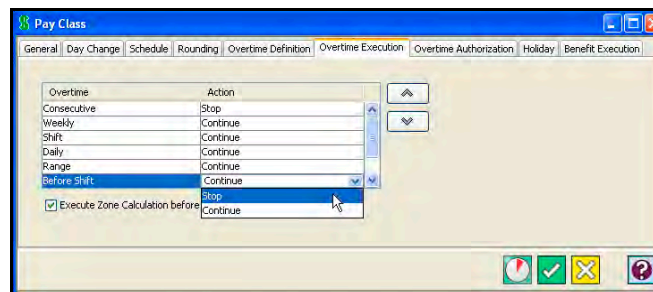 Pay Class
General Day Change Schedule Rounding Overtime Definition Overtime Execution Overtime Authorization Holiday Benefit Execution
Overtime Action
Consecutive Stop
Weekly Continue
Shift Continue
Daily Continue
Range Continue
Before Shift Continue
Stop
Execute Zone Calculation before Continue
?